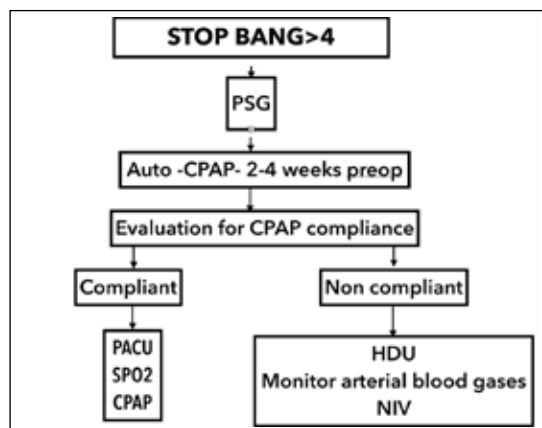 STOP BANG>4
PSG
Auto -CPAP- 2-4 weeks preop
Evaluation for CPAP compliance
Compliant
Non compliant
PACU
SPO2
CPAP
HDU
Monitor arterial blood gases
NIV